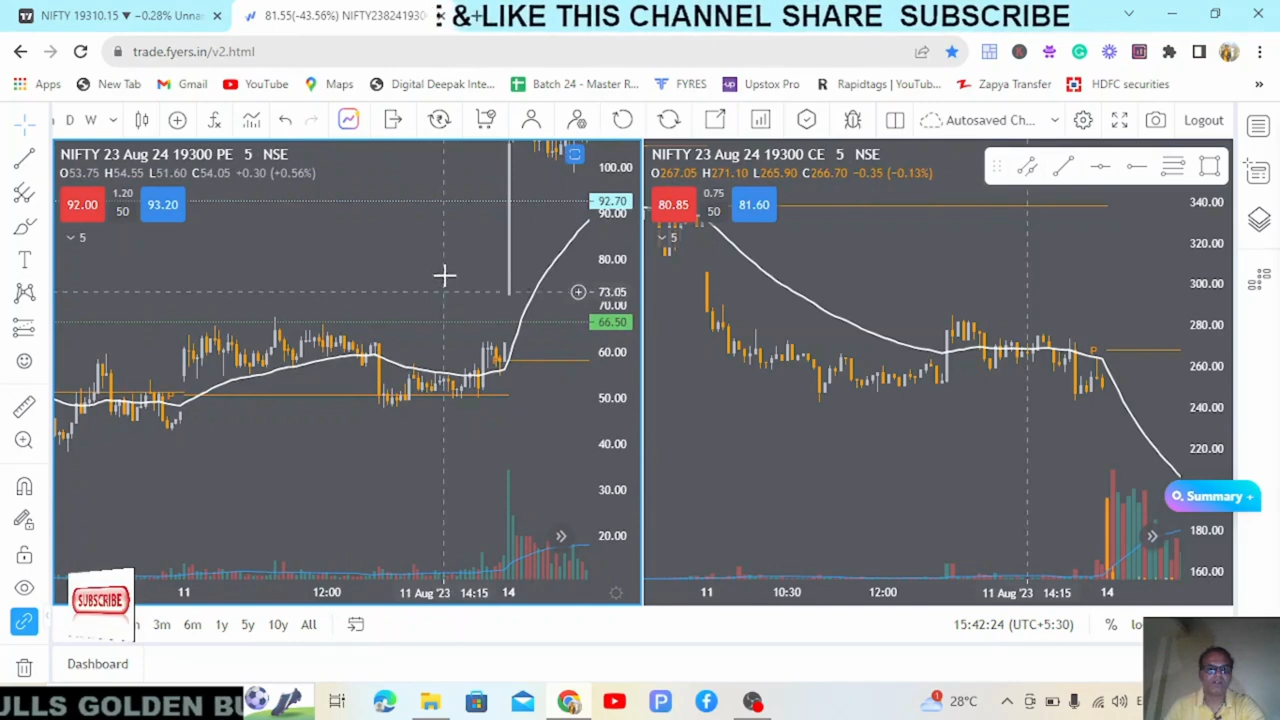 NIFTY 19310.15 ▼ −0.28% Unna
81.55(-43.56%) NIFTY238241930
& LIKE THIS CHANNEL SHARE SUBSCRIBE
trade.fyers.in/v2.html
Apps New Tab Gmail YouTube Maps Digital Deepak Inte... Batch 24 - Master R... FYRES Upstox Pro Rapidtags | YouTub... Zapya Transfer HDFC securities
D W Autosaved Ch... Logout
NIFTY 23 Aug 24 19300 PE 5 NSE
O53.75 H54.55 L51.60 C54.05 +0.30 (+0.56%)
92.00 1.20 50 93.20
5
100.00
92.70
90.00
80.00
73.05
70.00
66.50
60.00
50.00
40.00
30.00
20.00
P
11 12:00 11 Aug '23 14:15 14
NIFTY 23 Aug 24 19300 CE 5 NSE
O267.05 H271.10 L265.90 C266.70 −0.35 (−0.13%)
80.85 0.75 50 81.60
5
340.00
320.00
300.00
280.00
260.00
240.00
220.00
180.00
160.00
P
Summary +
11 10:30 12:00 11 Aug '23 14:15 14
SUBSCRIBE
3m 6m 1y 5y 10y All
15:42:24 (UTC+5:30) % lo
Dashboard
ULLS GOLDEN BU
28°C